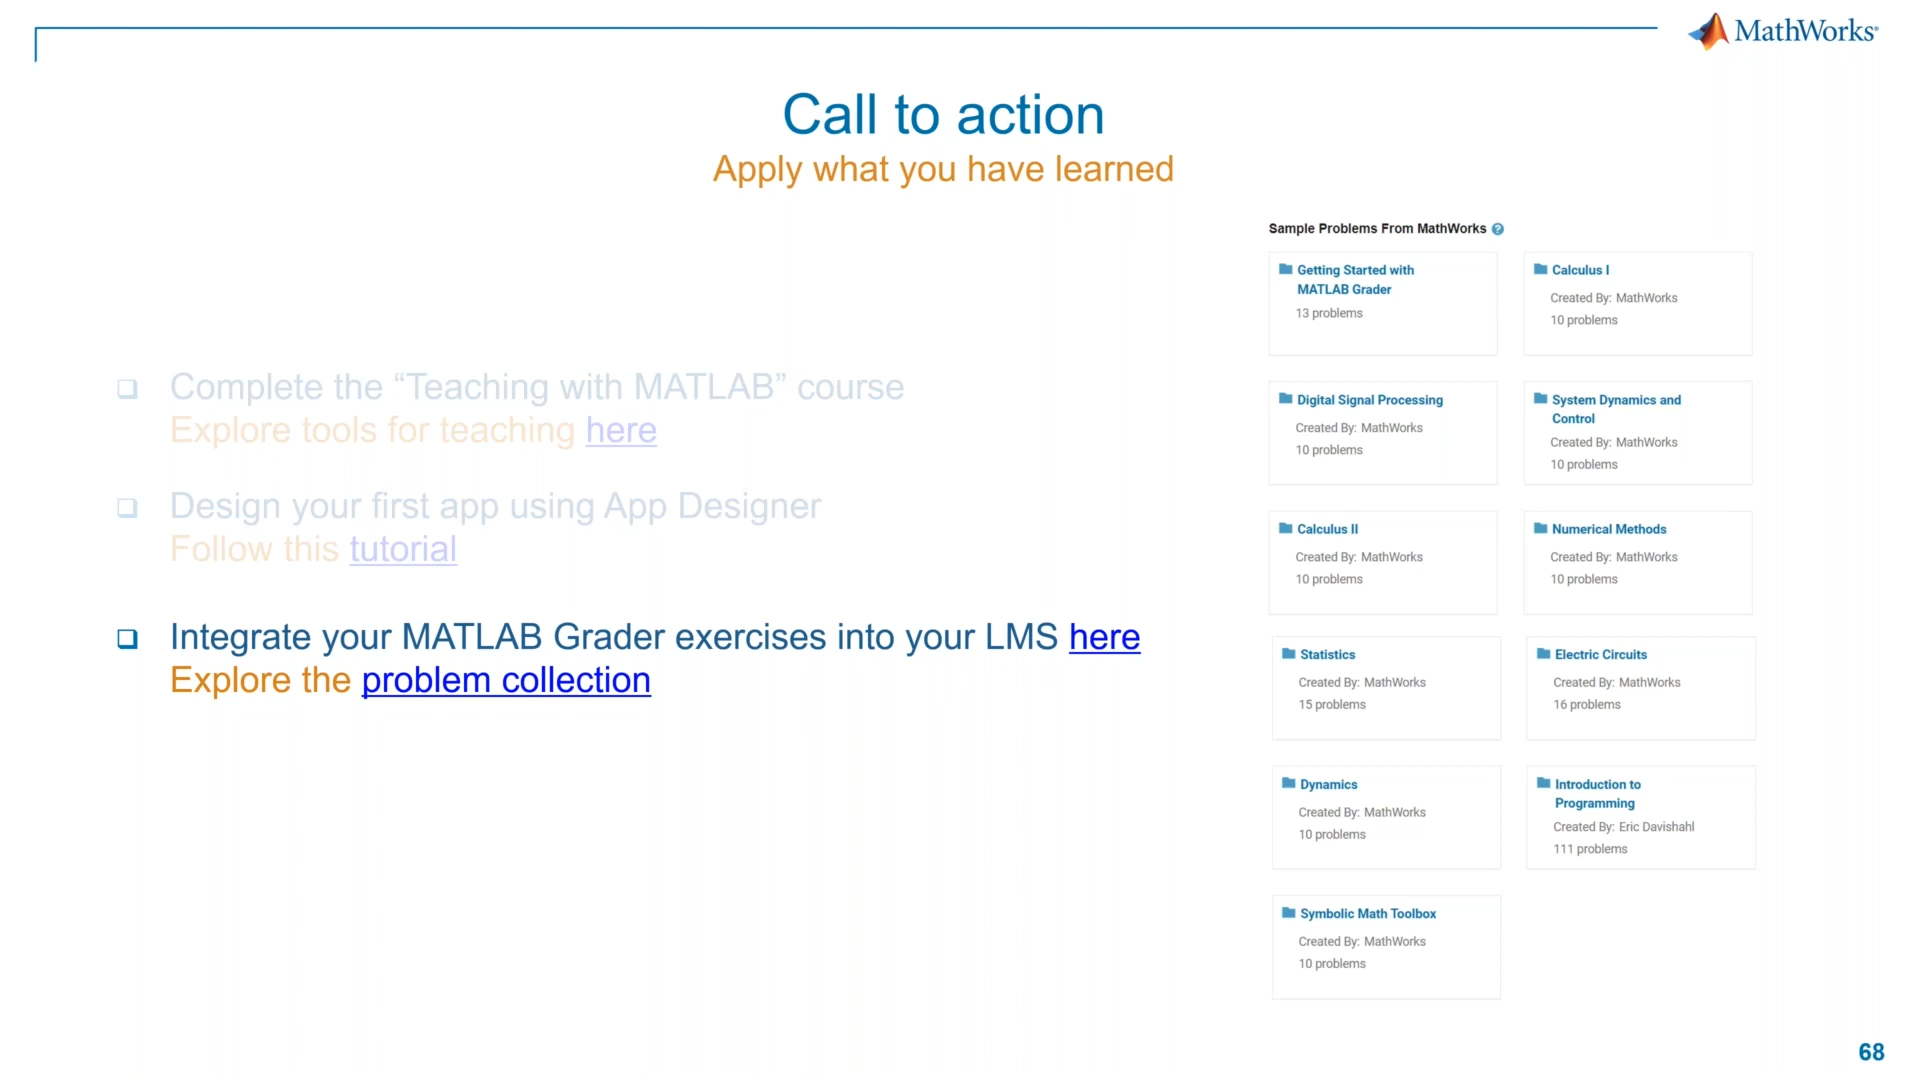 MathWorks®
Call to action
Apply what you have learned
Complete the “Teaching with MATLAB” course
Explore tools for teaching here
Design your first app using App Designer
Follow this tutorial
Integrate your MATLAB Grader exercises into your LMS here
Explore the problem collection
Sample Problems From MathWorks ?
Getting Started with
MATLAB Grader
13 problems
Calculus I
Created By: MathWorks
10 problems
Digital Signal Processing
Created By: MathWorks
10 problems
System Dynamics and
Control
Created By: MathWorks
10 problems
Calculus II
Created By: MathWorks
10 problems
Numerical Methods
Created By: MathWorks
10 problems
Statistics
Created By: MathWorks
15 problems
Electric Circuits
Created By: MathWorks
16 problems
Dynamics
Created By: MathWorks
10 problems
Introduction to
Programming
Created By: Eric Davishahl
111 problems
Symbolic Math Toolbox
Created By: MathWorks
10 problems
68